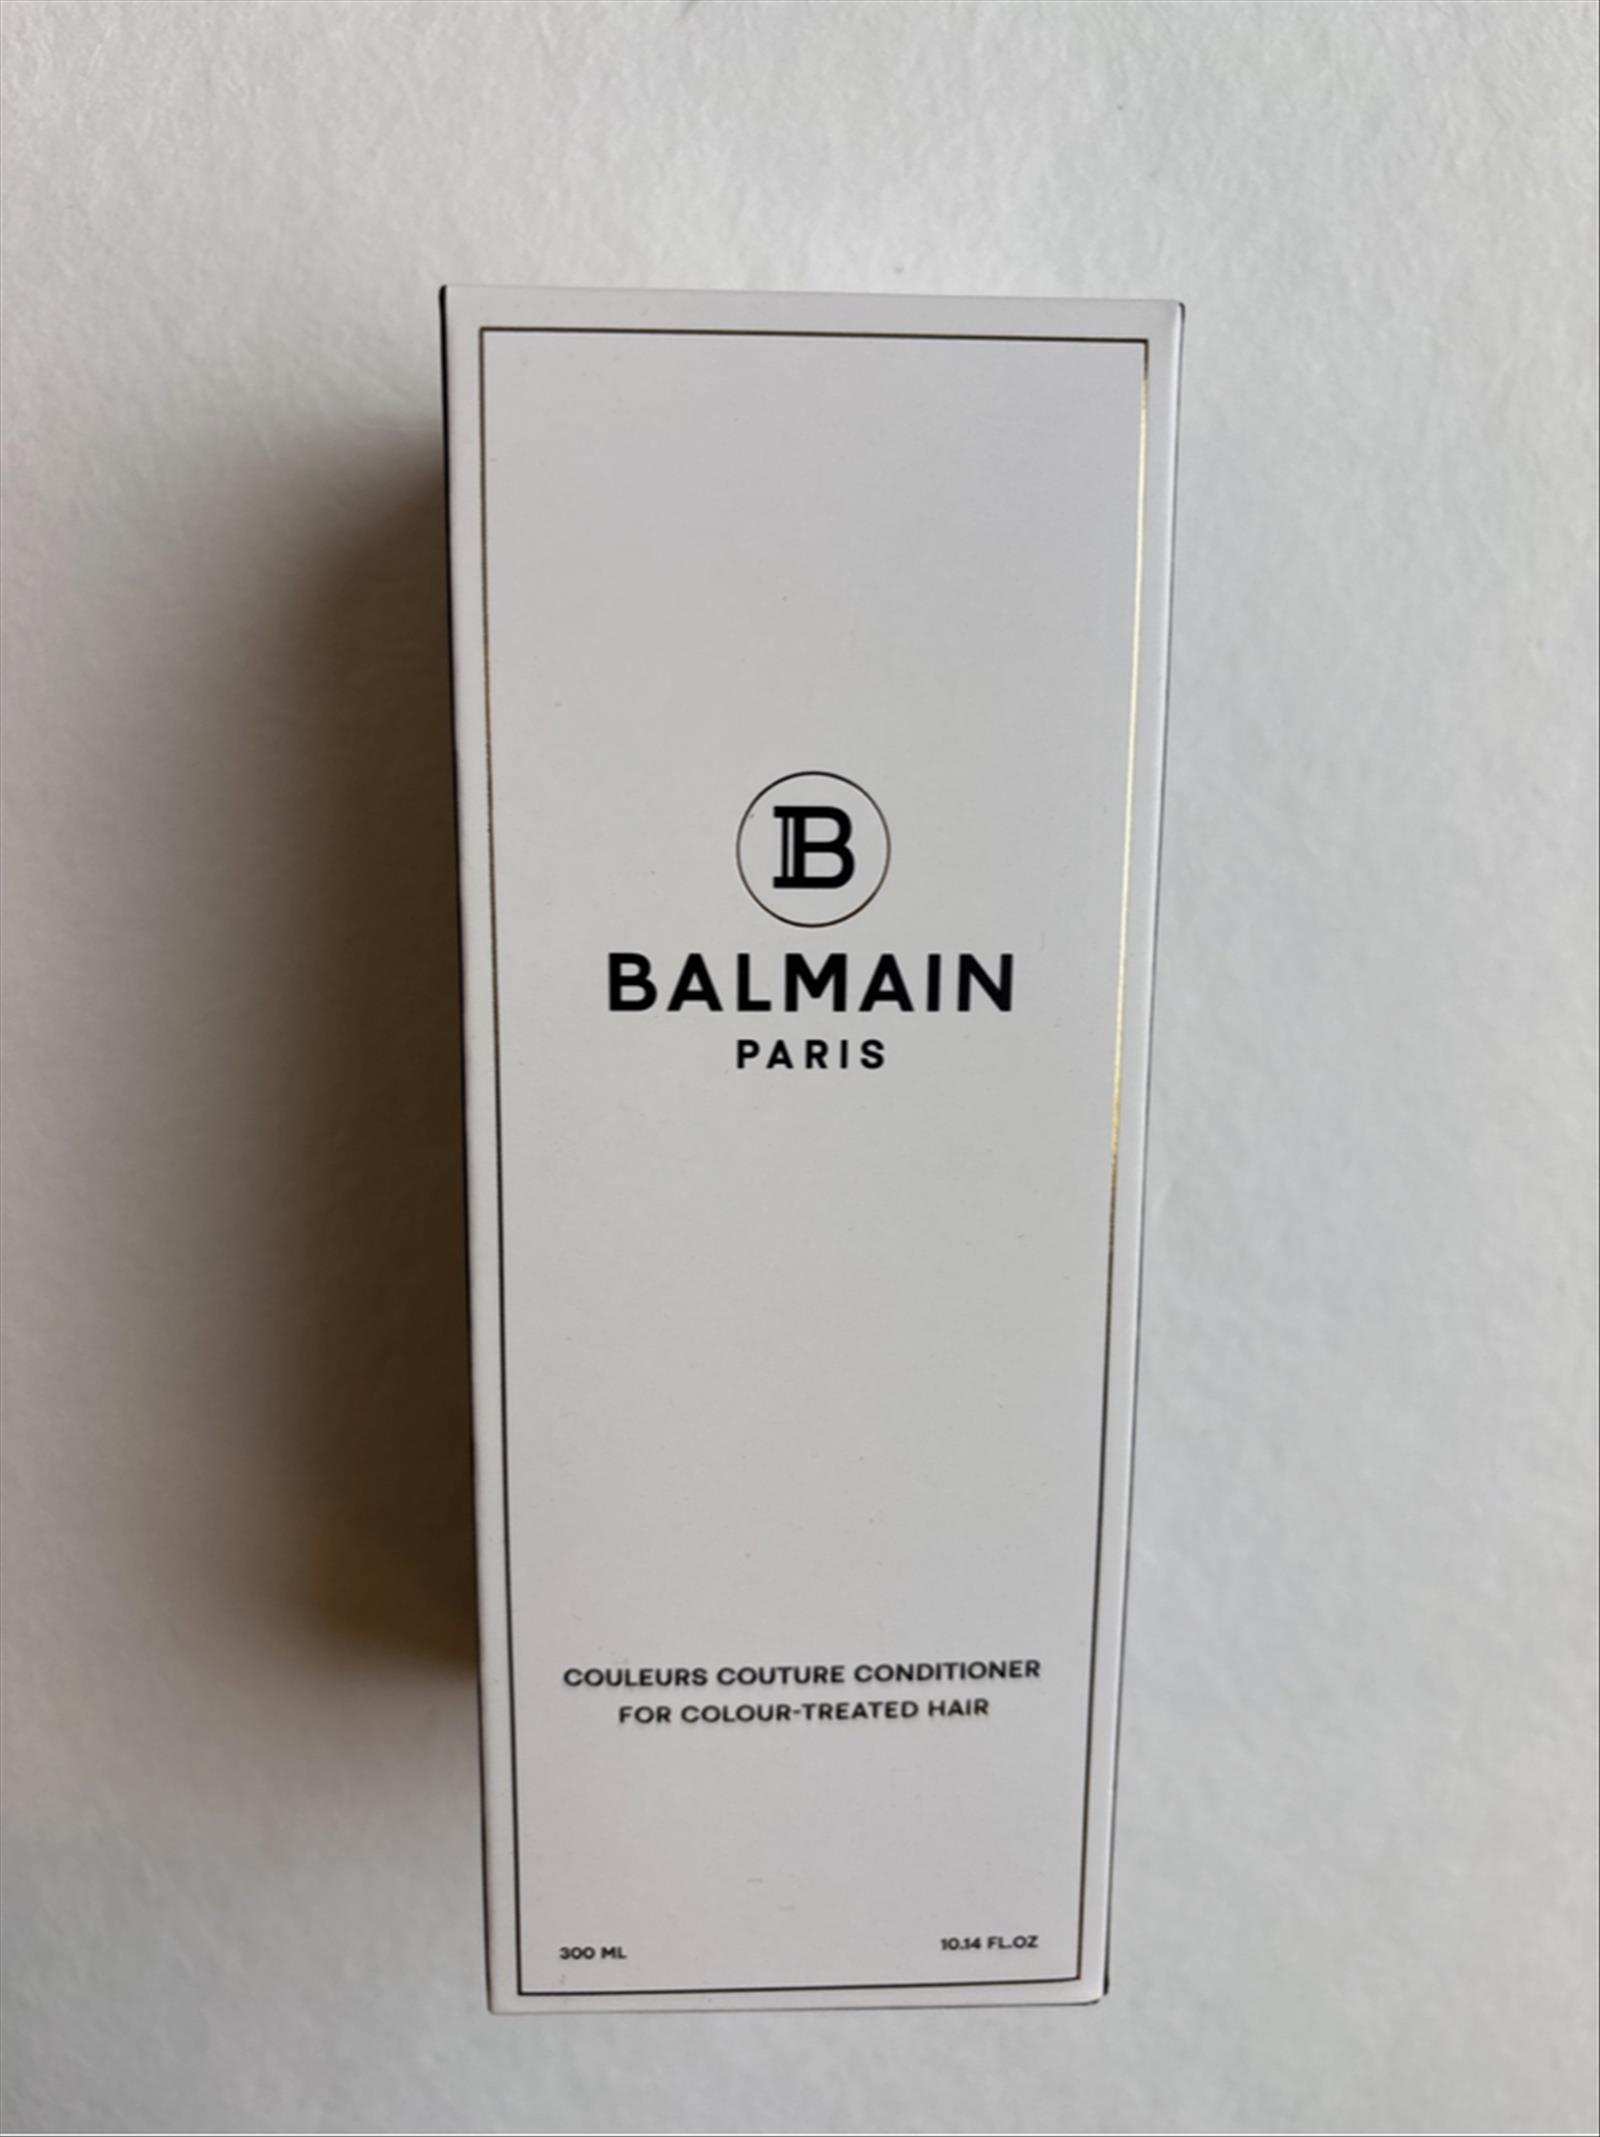 B
BALMAIN
PARIS
COULEURS COUTURE CONDITIONER
FOR COLOUR-TREATED HAIR
300 ML
10.14 FL.OZ